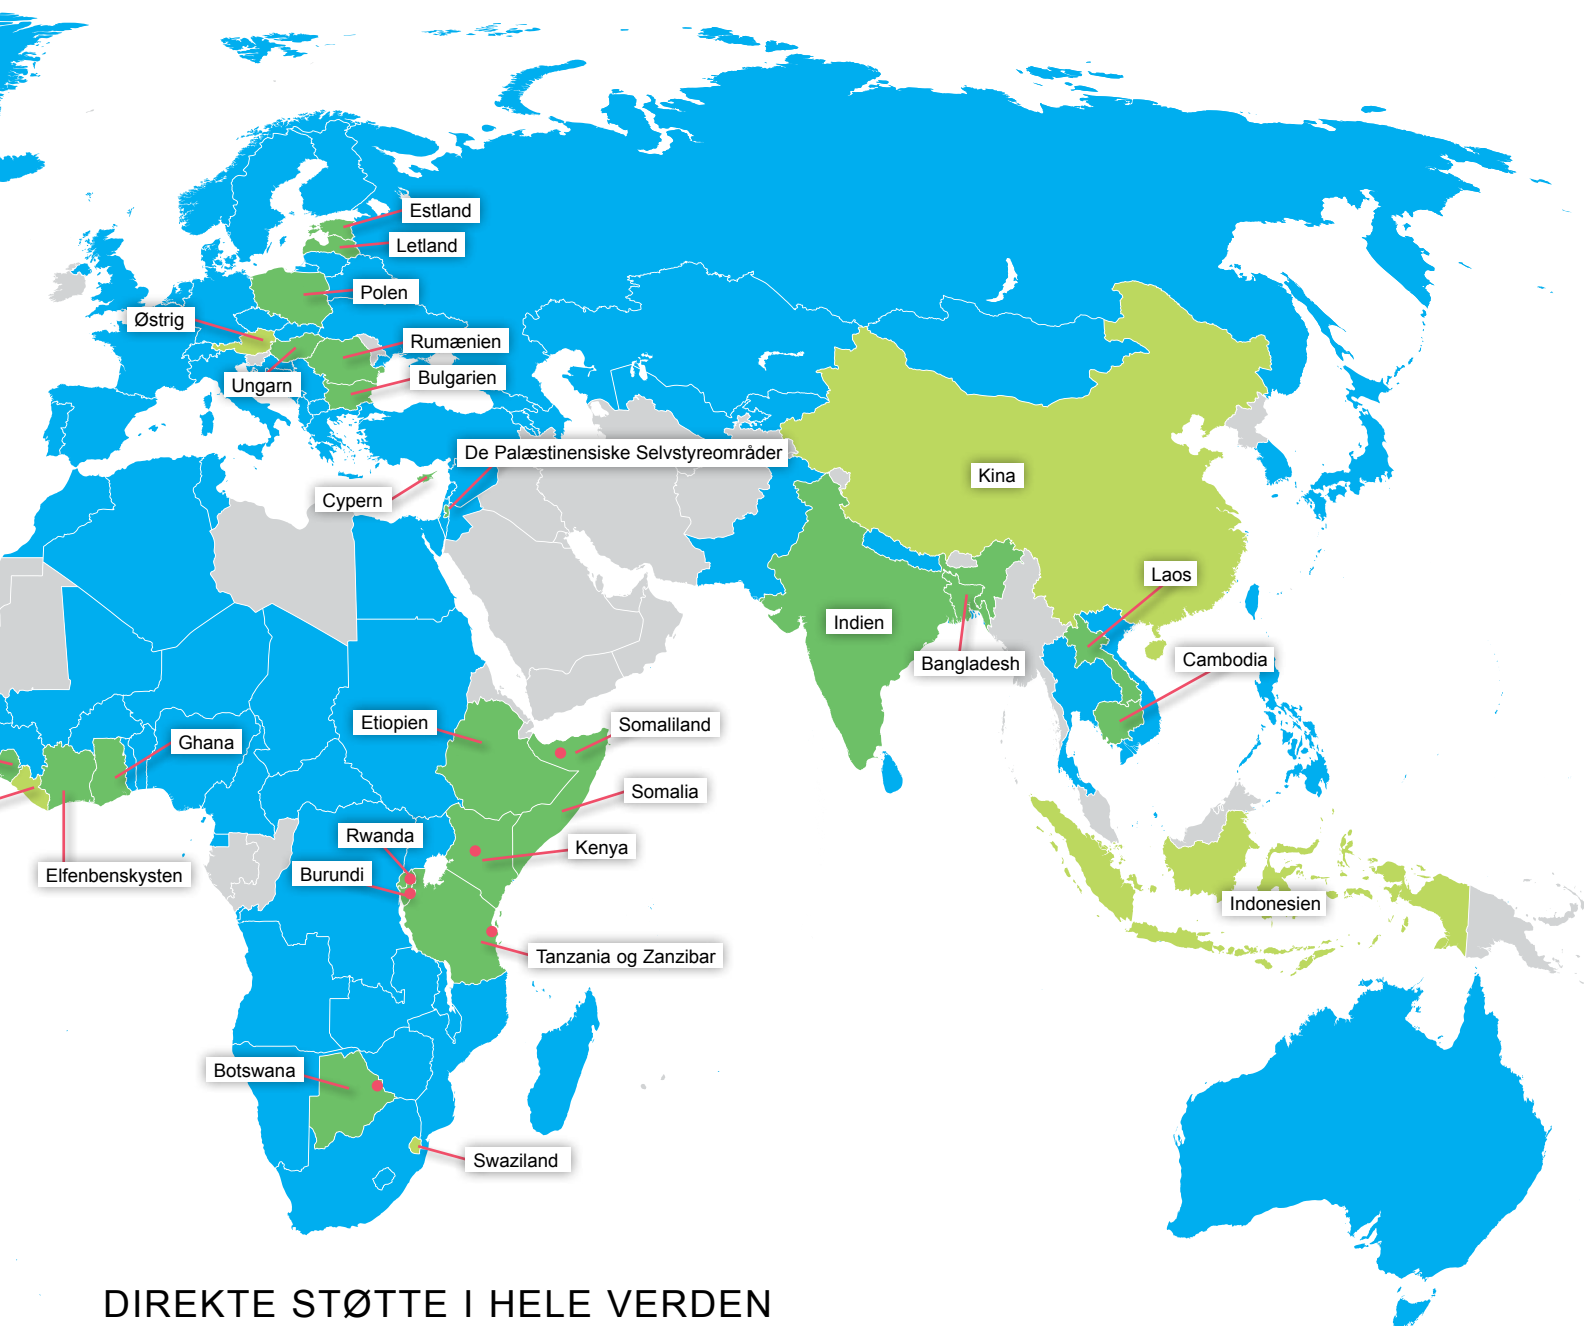 Estland
Letland
Polen
Østrig
Rumænien
Ungarn
Bulgarien
De Palæstinensiske Selvstyreområder
Cypern
Kina
Laos
Indien
Bangladesh
Cambodia
Etiopien
Somaliland
Ghana
Somalia
Rwanda
Kenya
Elfenbenskysten
Burundi
Indonesien
Tanzania og Zanzibar
Botswana
Swaziland
DIREKTE STØTTE I HELE VERDEN